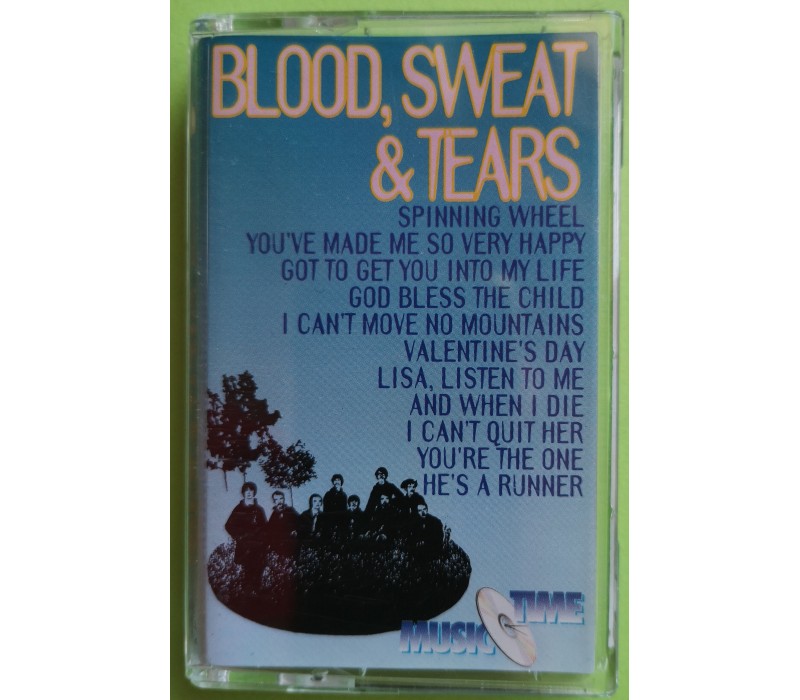 BLOOD, SWEAT
& TEARS
SPINNING WHEEL
YOU'VE MADE ME SO VERY HAPPY
GOT TO GET YOU INTO MY LIFE
GOD BLESS THE CHILD
I CAN'T MOVE NO MOUNTAINS
VALENTINE'S DAY
LISA, LISTEN TO ME
AND WHEN I DIE
I CAN'T QUIT HER
YOU'RE THE ONE
HE'S A RUNNER
MUSIC TIME